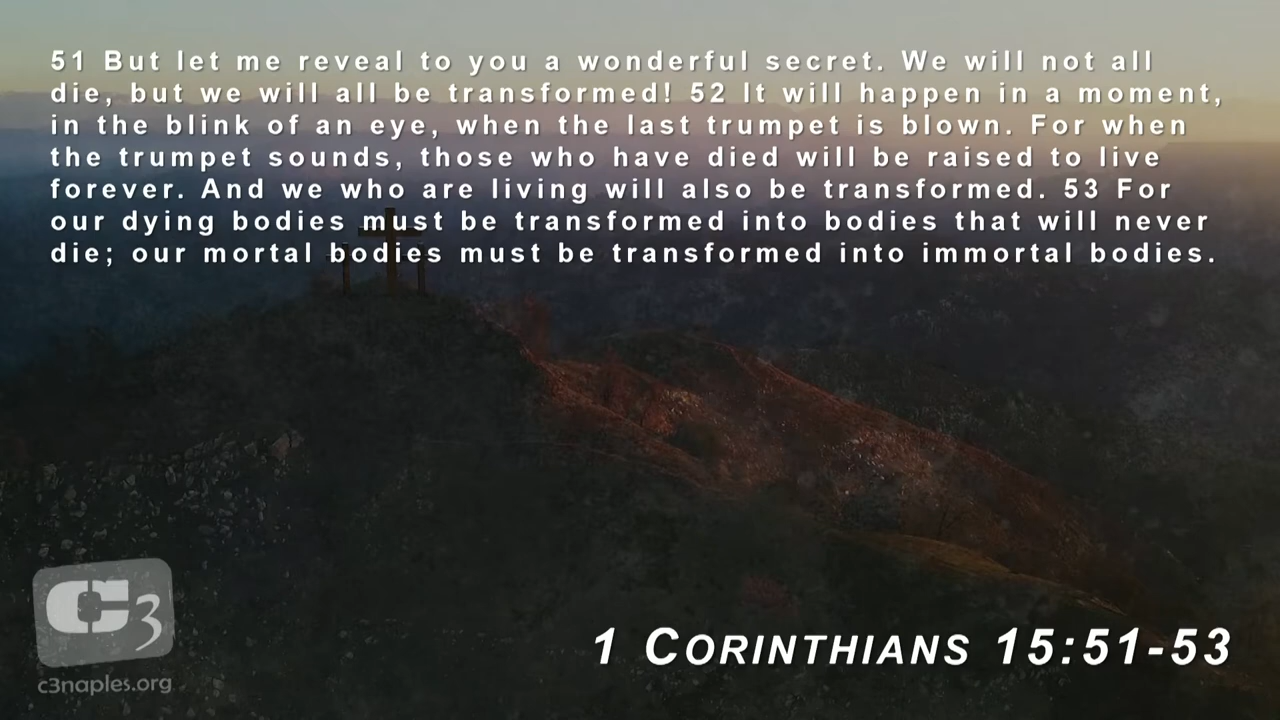 51 But let me reveal to you a wonderful secret. We will not all
die, but we will all be transformed! 52 It will happen in a moment,
in the blink of an eye, when the last trumpet is blown. For when
the trumpet sounds, those who have died will be raised to live
forever. And we who are living will also be transformed. 53 For
our dying bodies must be transformed into bodies that will never
die; our mortal bodies must be transformed into immortal bodies.
C3
c3naples.org
1 CORINTHIANS 15:51-53